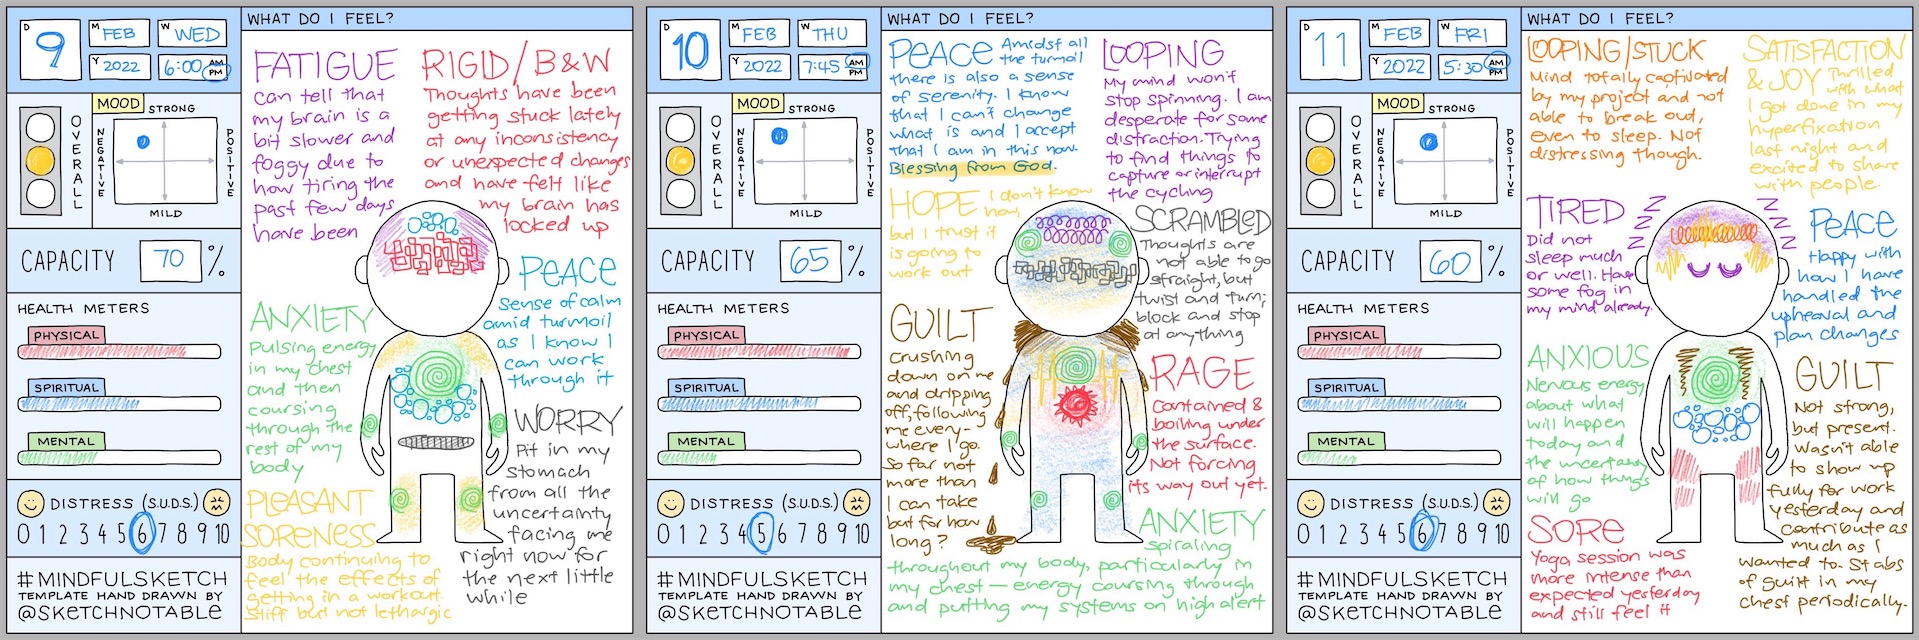 D 9
M FEB
W WED
Y 2022
6:00 AM PM
MOOD
STRONG
OVERALL
NEGATIVE
POSITIVE
MILD
CAPACITY 70 %
HEALTH METERS
PHYSICAL
SPIRITUAL
MENTAL
DISTRESS (S.U.D.S.)
0 1 2 3 4 5 6 7 8 9 10
#MINDFULSKETCH
TEMPLATE HAND DRAWN BY
@SKETCHNOTABLE
WHAT DO I FEEL?
FATIGUE
Can tell that
my brain is a
bit slower and
foggy due to
how tiring the
past few days
have been
RIGID/B&W
Thoughts have been
getting stuck lately
at any inconsistency
or unexpected changes
and have felt like
my brain has
locked up
PEACE
Sense of calm
amid turmoil
as I know I
can work
through it
ANXIETY
Pulsing energy
in my chest
and then
coursing
through the
rest of my
body
WORRY
Pit in my
stomach
from all the
uncertainty
facing me
right now for
the next little
while
PLEASANT
SORENESS
Body continuing to
feel the effects of
getting in a workout.
Stiff but not lethargic
D 10
M FEB
W THU
Y 2022
7:45 AM PM
MOOD
STRONG
OVERALL
NEGATIVE
POSITIVE
MILD
CAPACITY 65 %
HEALTH METERS
PHYSICAL
SPIRITUAL
MENTAL
DISTRESS (S.U.D.S.)
0 1 2 3 4 5 6 7 8 9 10
#MINDFULSKETCH
TEMPLATE HAND DRAWN BY
@SKETCHNOTABLE
WHAT DO I FEEL?
PEACE Amidst all
the turmoil
there is also a sense
of serenity. I know
that I can't change
what is and I accept
that I am in this now.
Blessing from God.
LOOPING
My mind won't
stop spinning. I am
desperate for some
distraction. Trying
to find things to
capture or interrupt
the cycling
HOPE I don't know
how,
but I trust it
is going to
work out
SCRAMBLED
Thoughts are
not able to go
straight, but
twist and turn;
block and stop
at anything
GUILT
Crushing
down on me
and dripping
off, following
me every-
where I go.
So far not
more than
I can take
but for how
long?
RAGE
Contained &
boiling under
the surface.
Not forcing
its way out yet.
ANXIETY
Spiraling
throughout my body, particularly in
my chest — energy coursing through
and putting my systems on high alert
D 11
M FEB
W FRI
Y 2022
5:30 AM PM
MOOD
STRONG
OVERALL
NEGATIVE
POSITIVE
MILD
CAPACITY 60 %
HEALTH METERS
PHYSICAL
SPIRITUAL
MENTAL
DISTRESS (S.U.D.S.)
0 1 2 3 4 5 6 7 8 9 10
#MINDFULSKETCH
TEMPLATE HAND DRAWN BY
@SKETCHNOTABLE
WHAT DO I FEEL?
LOOPING/STUCK
Mind totally captivated
by my project and not
able to break out,
even to sleep. Not
distressing though.
SATISFACTION
& JOY Thrilled
with what
I got done in my
hyperfixation
last night and
excited to share
with people.
TIRED
Did not
sleep much
or well. Have
some fog in
my mind already.
Z Z Z Z
Z Z Z Z
PEACE
Happy with
how I have
handled the
upheaval and
plan changes
ANXIOUS
Nervous energy
about what
will happen
today and
the uncertainty
of how things
will go
GUILT
Not strong,
but present.
Wasn't able
to show up
fully for work
yesterday and
contribute as
much as I
wanted to. Stabs
of guilt in my
chest periodically.
SORE
Yoga session was
more intense than
expected yesterday
and still feel it